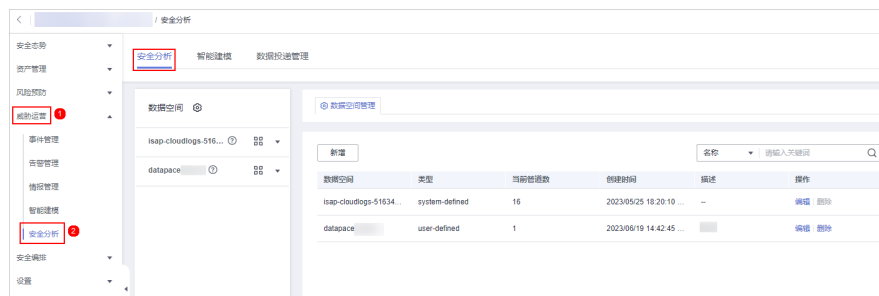 / 安全分析
安全态势
资产管理
风险预防
威胁运营 1
事件管理
告警管理
情报管理
智能建模
安全分析 2
安全编排
设置
安全分析 智能建模 数据投递管理
数据空间
isap-cloudlogs-516...
datapace
数据空间管理
新增 名称 请输入关键词
数据空间 类型 当前管道数 创建时间 描述 操作
isap-cloudlogs-51634... system-defined 16 2023/05/25 18:20:10 ... -- 编辑 删除
datapace user-defined 1 2023/06/19 14:42:45 ... 编辑 删除